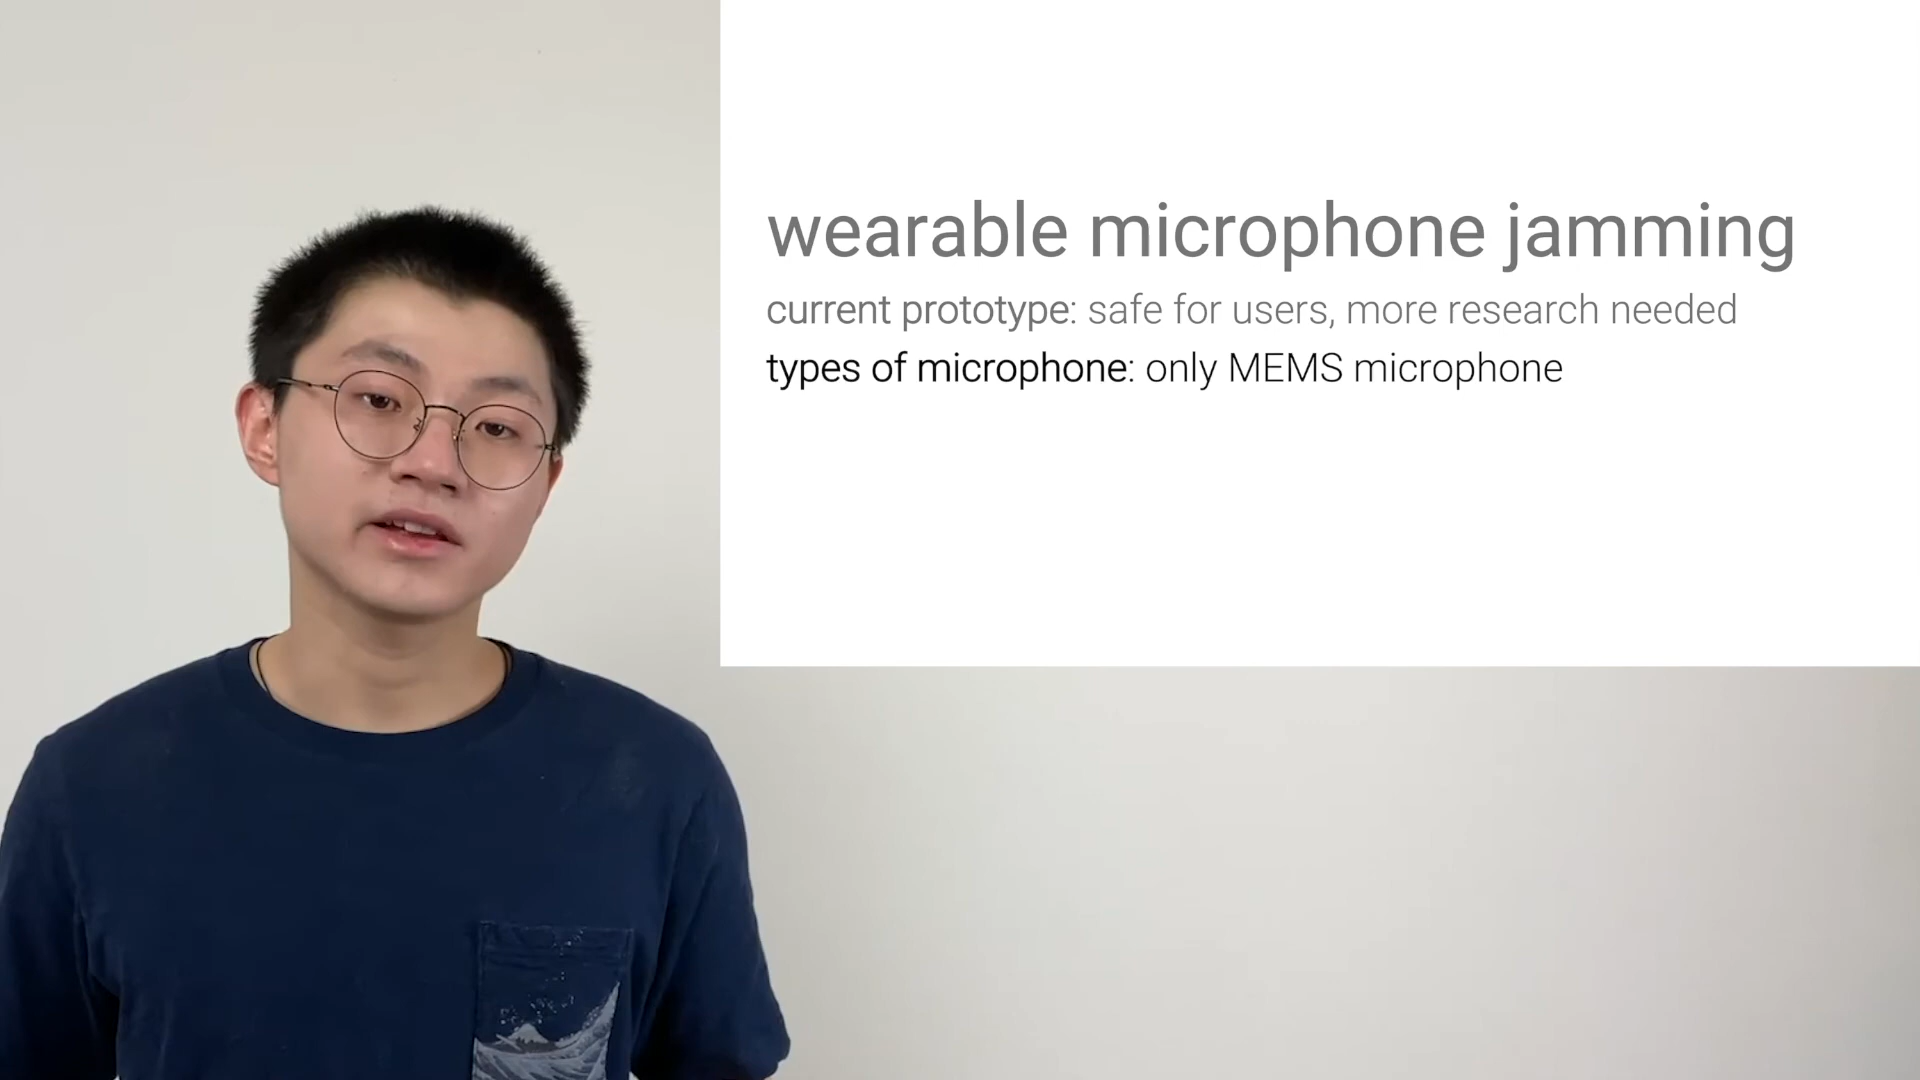 wearable microphone jamming
current prototype: safe for users, more research needed
types of microphone: only MEMS microphone